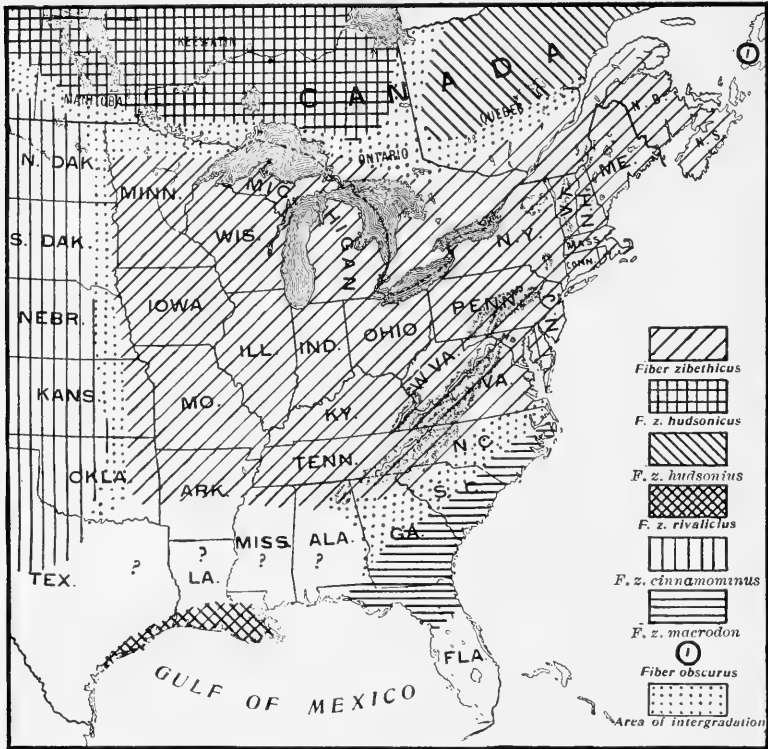 KEEWATIN
MANITOBA
CANADA
QUEBEC
ONTARIO
N. B.
N. S.
ME.
N. DAK.
MINN.
MICHIGAN
VT.
N.H.
S. DAK.
WIS.
N. Y.
MASS
CONN.
NEBR.
IOWA
ILL.
IND.
OHIO
PENN.
N.J.
W. VA.
VA.
KANS.
MO.
KY.
N. C.
TENN.
OKLA.
ARK.
S. C.
MISS.
?
ALA.
?
GA.
TEX.
?
?
LA.
FLA.
GULF OF MEXICO
Fiber zibethicus
F. z. hudsonicus
F. z. hudsonius
F. z. rivalicius
F. z. cinnamominus
F. z. macrodon
1
1
Fiber obscurus
Area of intergradation